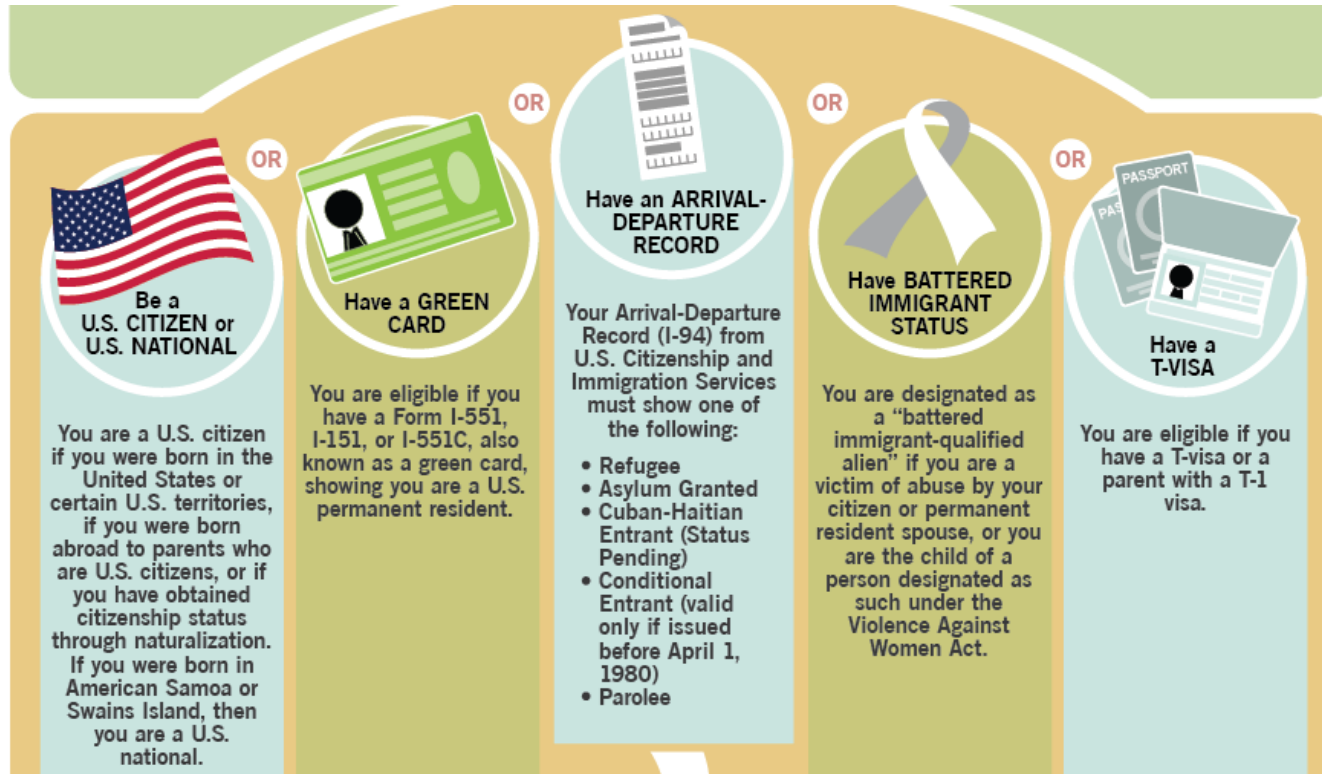 Be a
U.S. CITIZEN or
U.S. NATIONAL
You are a U.S. citizen
if you were born in the
United States or
certain U.S. territories,
if you were born
abroad to parents who
are U.S. citizens, or if
you have obtained
citizenship status
through naturalization.
If you were born in
American Samoa or
Swains Island, then
you are a U.S.
national.
OR
Have a GREEN
CARD
You are eligible if you
have a Form I-551,
I-151, or I-551C, also
known as a green card,
showing you are a U.S.
permanent resident.
OR
Have an ARRIVAL-
DEPARTURE
RECORD
Your Arrival-Departure
Record (I-94) from
U.S. Citizenship and
Immigration Services
must show one of
the following:
• Refugee
• Asylum Granted
• Cuban-Haitian
Entrant (Status
Pending)
• Conditional
Entrant (valid
only if issued
before April 1,
1980)
• Parolee
OR
Have BATTERED
IMMIGRANT
STATUS
You are designated as
a “battered
immigrant-qualified
alien” if you are a
victim of abuse by your
citizen or permanent
resident spouse, or you
are the child of a
person designated as
such under the
Violence Against
Women Act.
OR
PASSPORT
PAS
Have a
T-VISA
You are eligible if you
have a T-visa or a
parent with a T-1
visa.